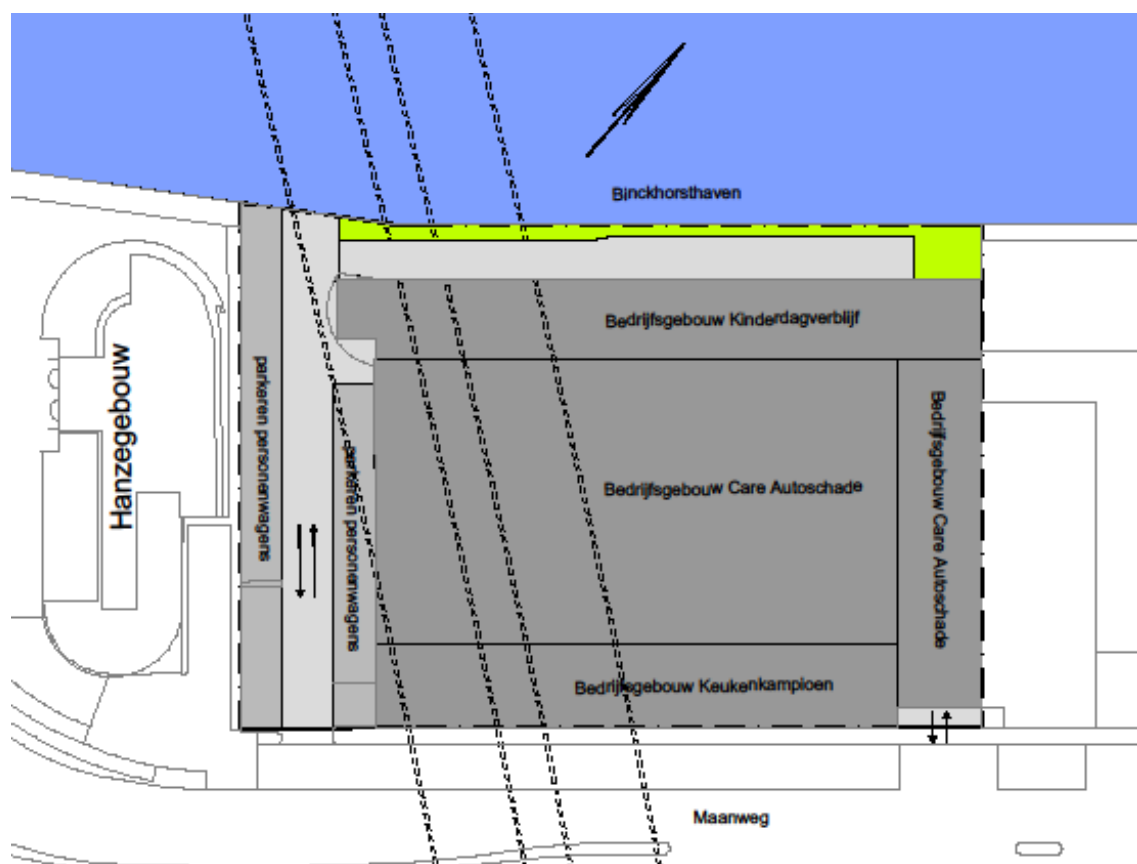 Binckhorsthaven
Bedrijfsgebouw Kinderdagverblijf
Hanzegebouw
parkeren personenwagens
parkeren personenwagens
Bedrijfsgebouw Care Autoschade
Bedrijfsgebouw Care Autoschade
Bedrijfsgebouw Keukenkampioen
Maanweg